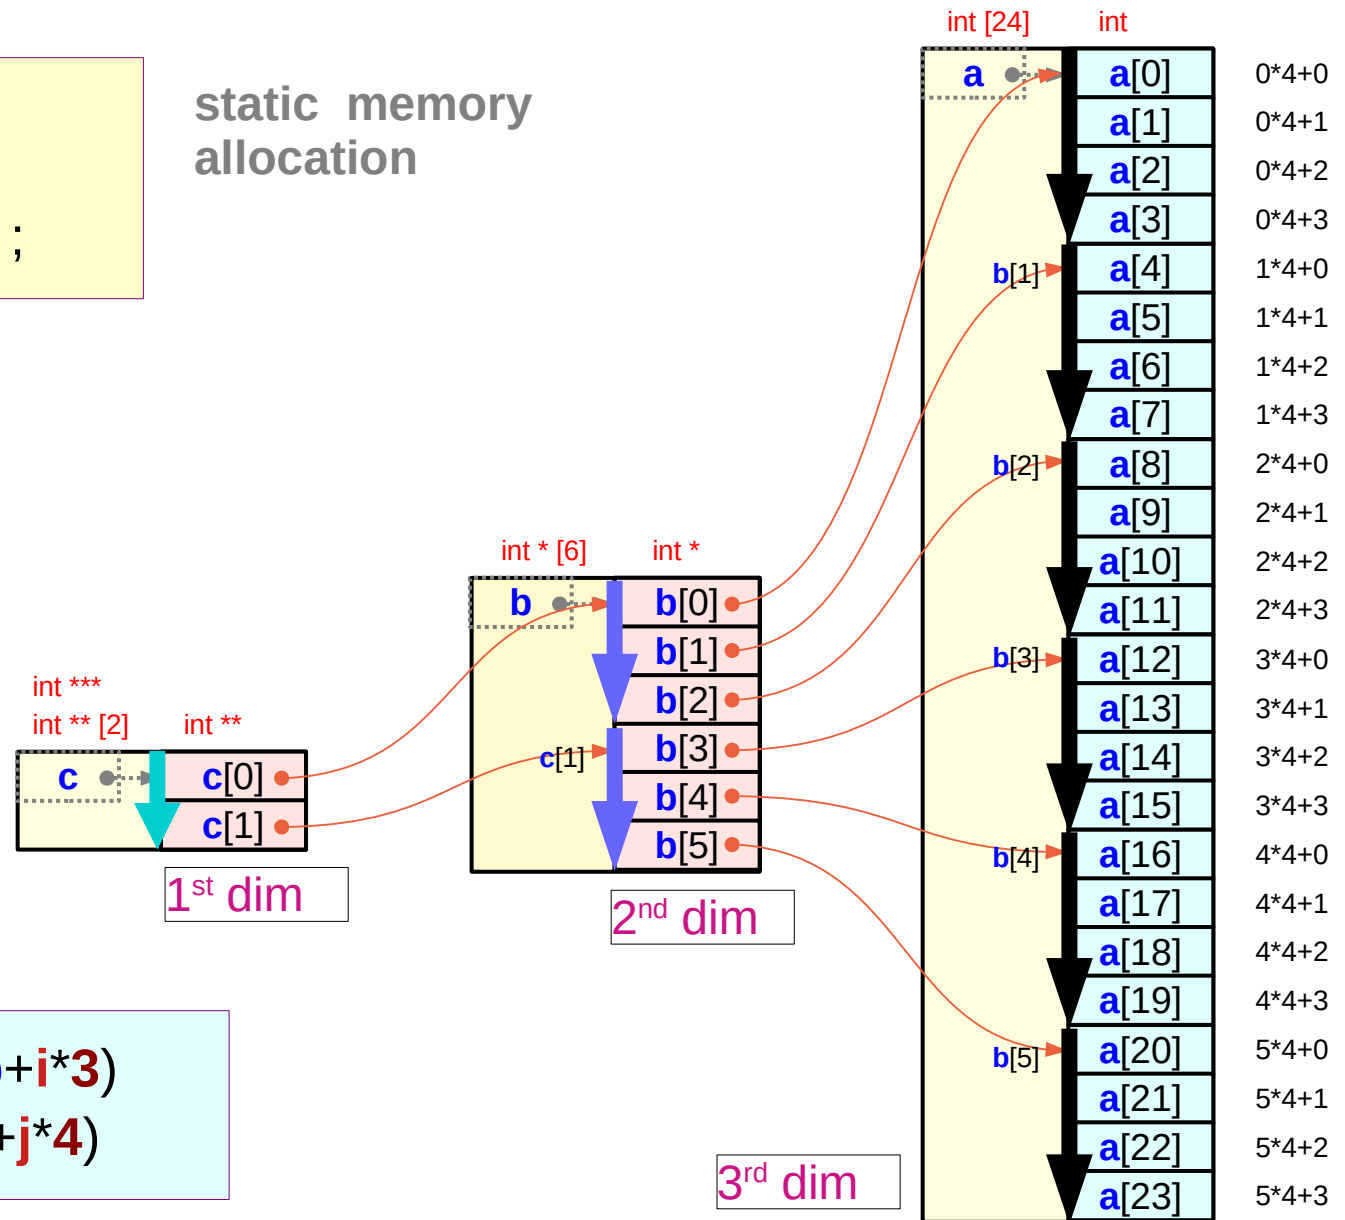 int [24] int
static memory
allocation
;
a a[0] 0*4+0
a[1] 0*4+1
a[2] 0*4+2
a[3] 0*4+3
b[1] a[4] 1*4+0
a[5] 1*4+1
a[6] 1*4+2
a[7] 1*4+3
b[2] a[8] 2*4+0
a[9] 2*4+1
a[10] 2*4+2
a[11] 2*4+3
b[3] a[12] 3*4+0
a[13] 3*4+1
a[14] 3*4+2
a[15] 3*4+3
b[4] a[16] 4*4+0
a[17] 4*4+1
a[18] 4*4+2
a[19] 4*4+3
b[5] a[20] 5*4+0
a[21] 5*4+1
a[22] 5*4+2
a[23] 5*4+3
3rd dim
int * [6] int *
b b[0]
b[1]
b[2]
c[1] b[3]
b[4]
b[5]
2nd dim
int ***
int ** [2] int **
c c[0]
c[1]
1st dim
+i*3)
+j*4)